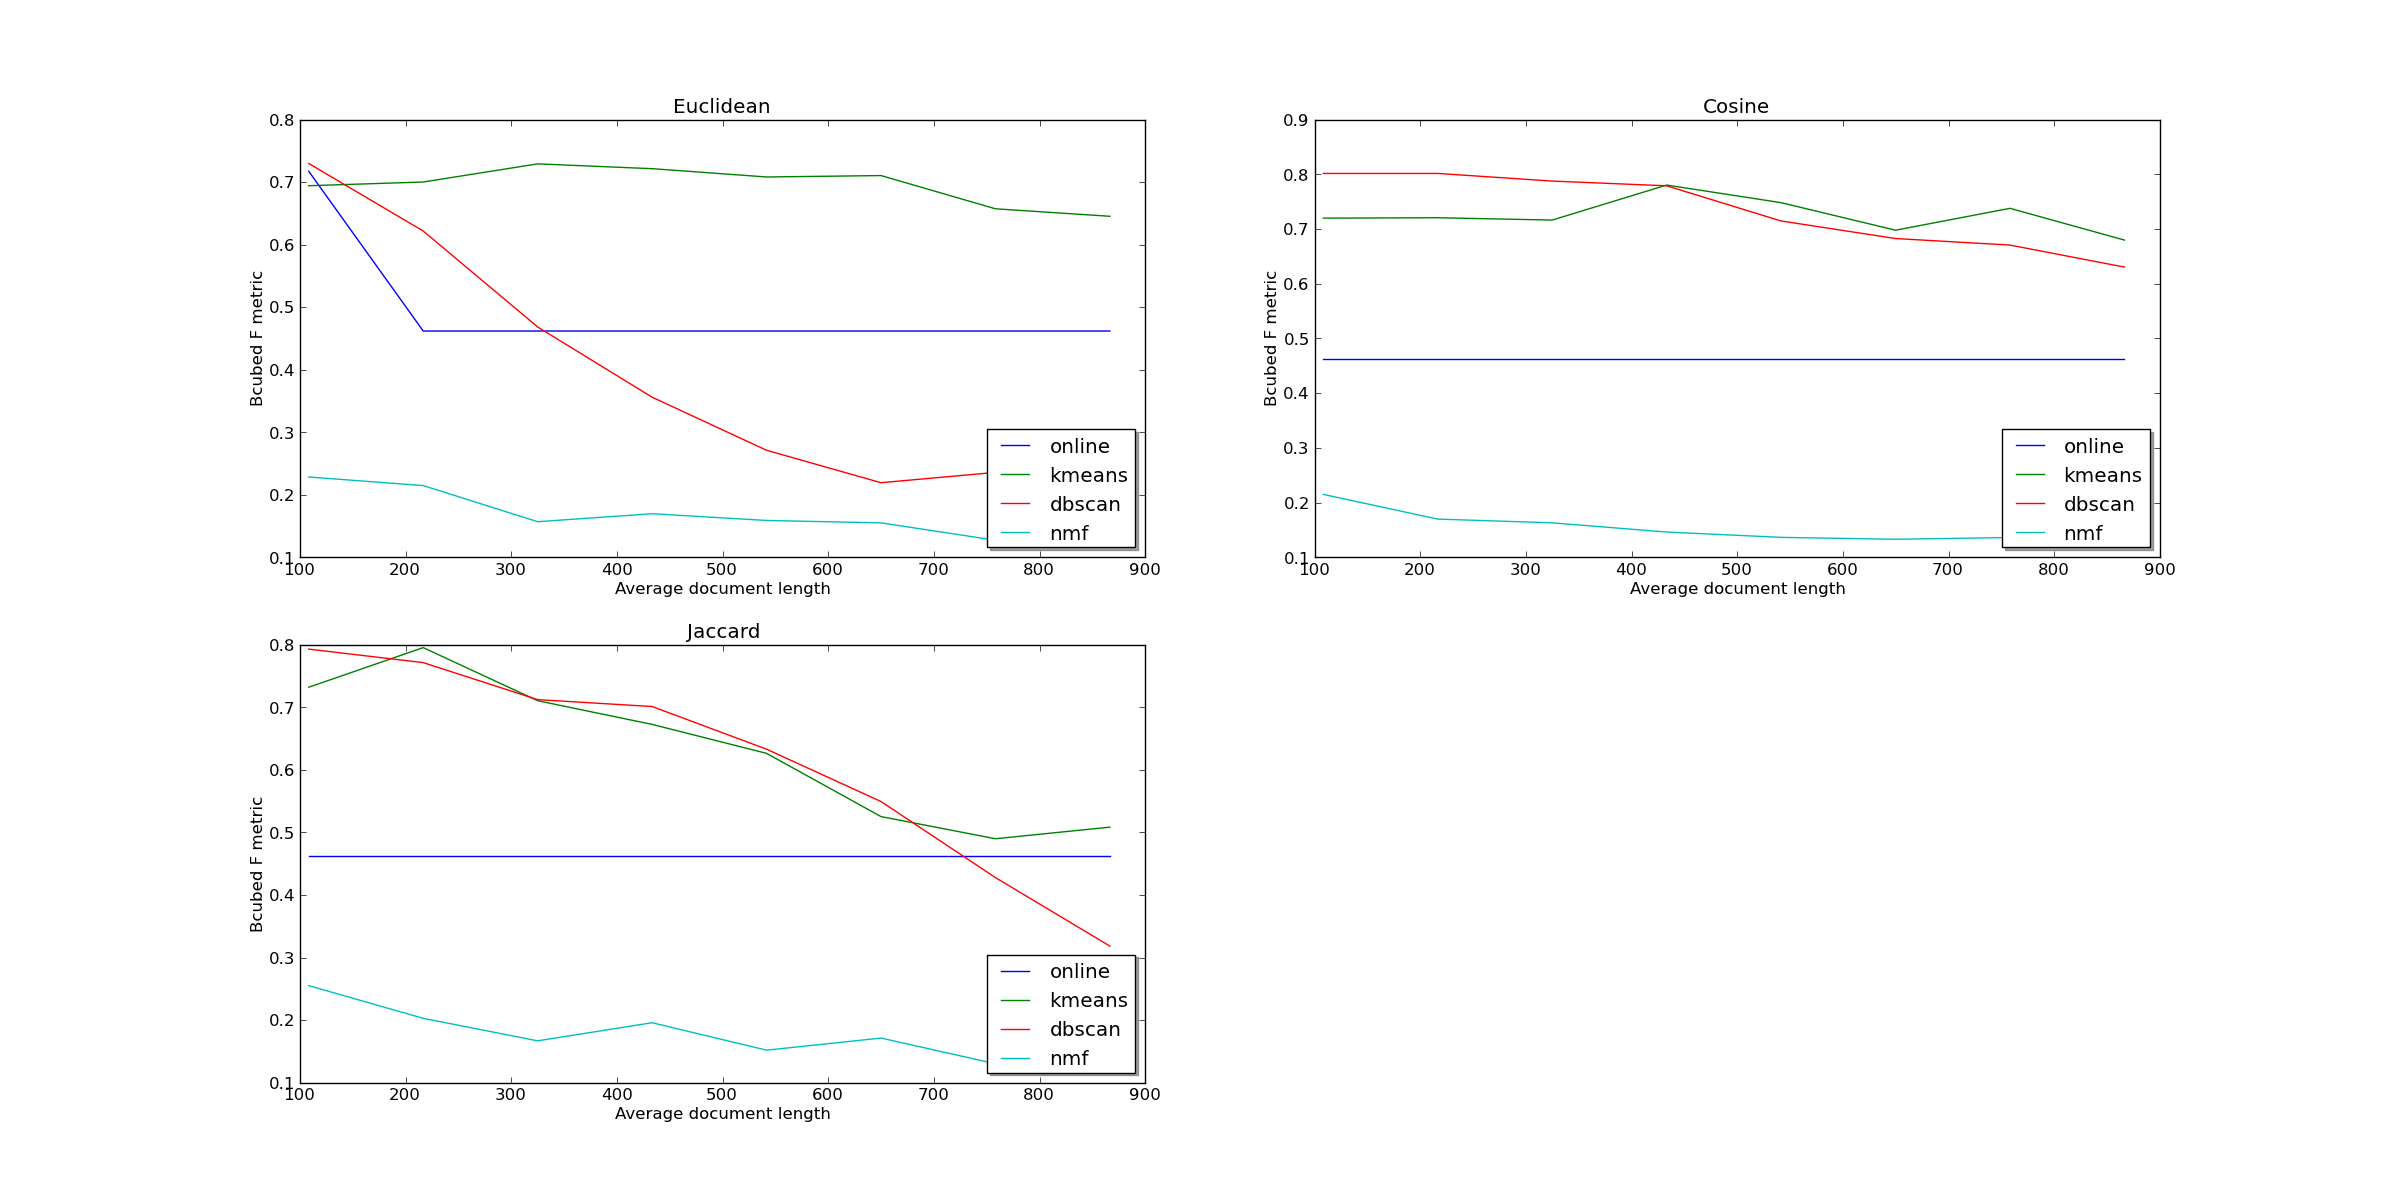 Euclidean
0.8
0.7
0.6
0.5
0.4
0.3
0.2
0.1
Bcubed F metric
100 200 300 400 500 600 700 800 900
Average document length
online
kmeans
dbscan
nmf
Cosine
0.9
0.8
0.7
0.6
0.5
0.4
0.3
0.2
0.1
Bcubed F metric
100 200 300 400 500 600 700 800 900
Average document length
online
kmeans
dbscan
nmf
Jaccard
0.8
0.7
0.6
0.5
0.4
0.3
0.2
0.1
Bcubed F metric
100 200 300 400 500 600 700 800 900
Average document length
online
kmeans
dbscan
nmf